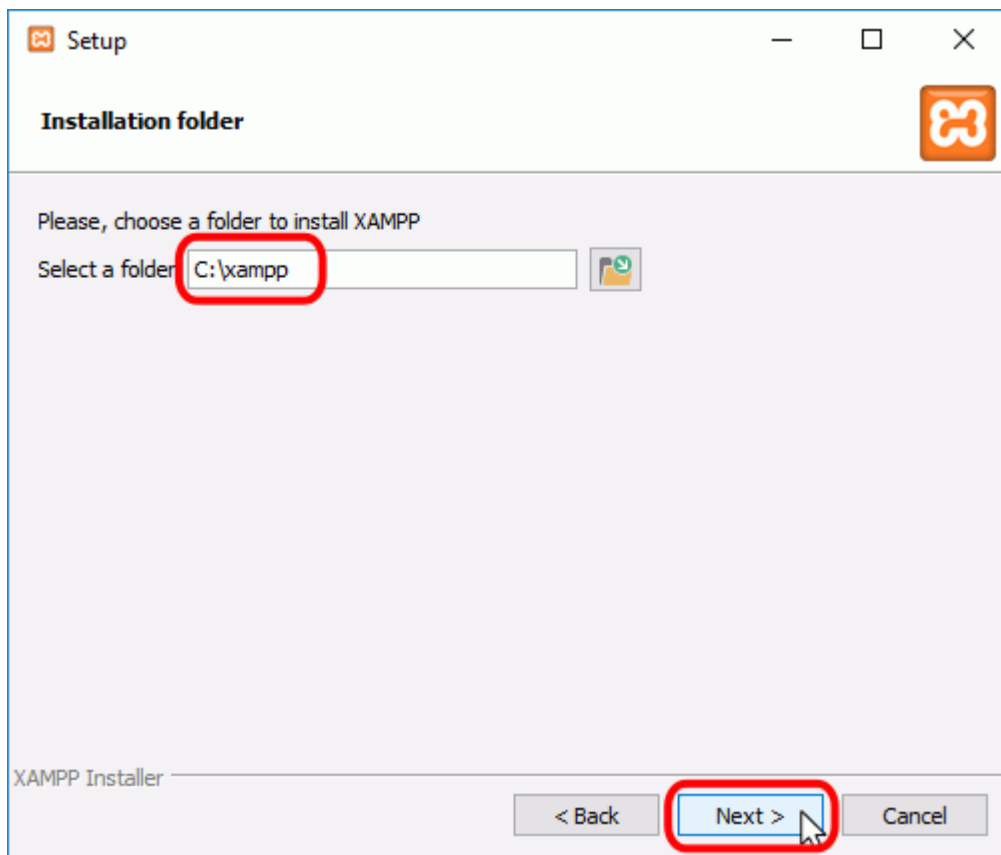 Setup
Installation folder
Please, choose a folder to install XAMPP
Select a folder C:\xampp
XAMPP Installer
< Back Next > Cancel